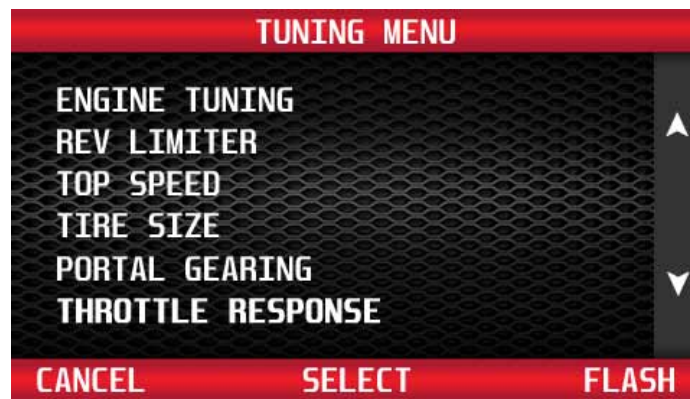 TUNING MENU
ENGINE TUNING
REV LIMITER
TOP SPEED
TIRE SIZE
PORTAL GEARING
THROTTLE RESPONSE
CANCEL SELECT FLASH